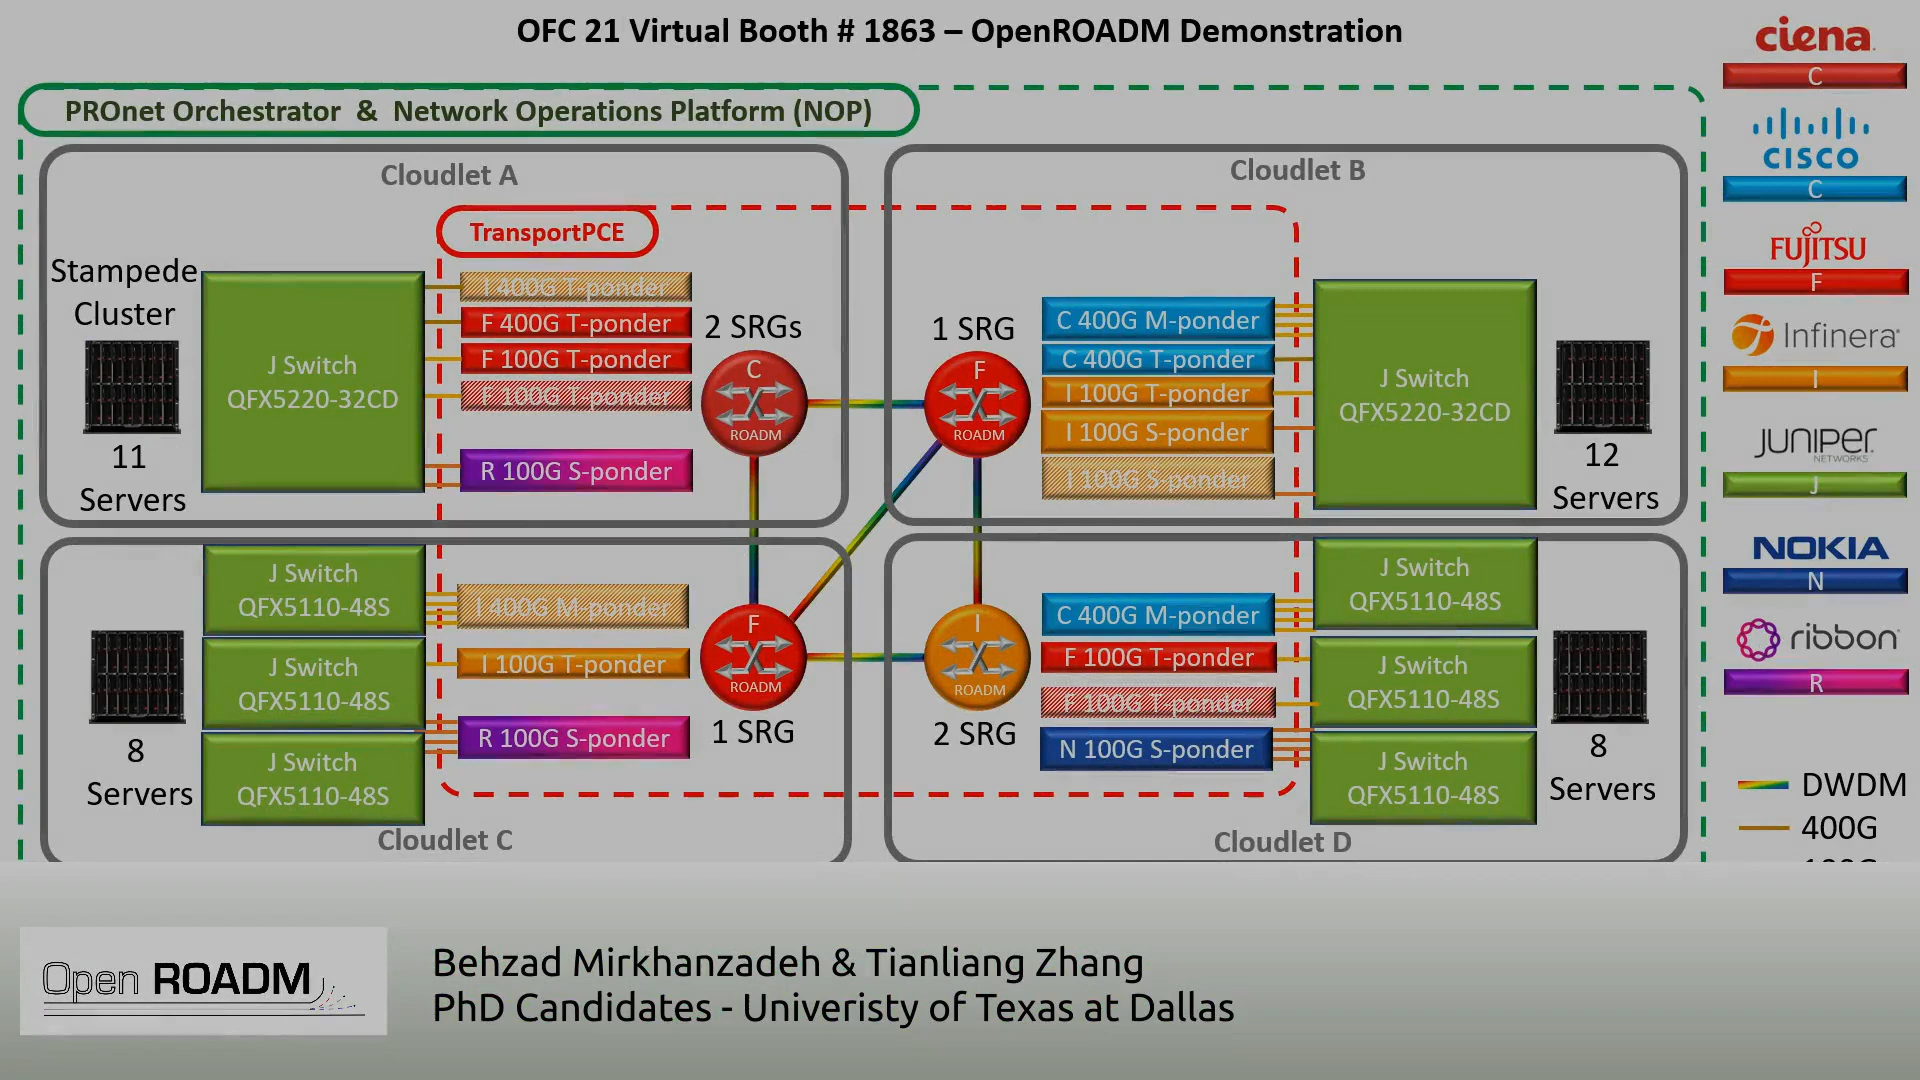 OFC 21 Virtual Booth # 1863 – OpenROADM Demonstration
PROnet Orchestrator & Network Operations Platform (NOP)
Cloudlet A
TransportPCE
Stampede
Cluster
11
Servers
J Switch
QFX5220-32CD
I 400G T-ponder
F 400G T-ponder
F 100G T-ponder
F 100G T-ponder
R 100G S-ponder
2 SRGs
C
ROADM
Cloudlet B
1 SRG
F
ROADM
C 400G M-ponder
C 400G T-ponder
I 100G T-ponder
I 100G S-ponder
I 100G S-ponder
J Switch
QFX5220-32CD
12
Servers
8
Servers
J Switch
QFX5110-48S
J Switch
QFX5110-48S
J Switch
QFX5110-48S
I 400G M-ponder
I 100G T-ponder
R 100G S-ponder
F
ROADM
1 SRG
Cloudlet C
I
ROADM
2 SRG
C 400G M-ponder
F 100G T-ponder
F 100G T-ponder
N 100G S-ponder
J Switch
QFX5110-48S
J Switch
QFX5110-48S
J Switch
QFX5110-48S
8
Servers
Cloudlet D
ciena
C
CISCO
C
FUJITSU
F
Infinera
I
JUNIPER
NETWORKS
J
NOKIA
N
ribbon
R
DWDM
400G
Open ROADM
Behzad Mirkhanzadeh & Tianliang Zhang
PhD Candidates - Univeristy of Texas at Dallas